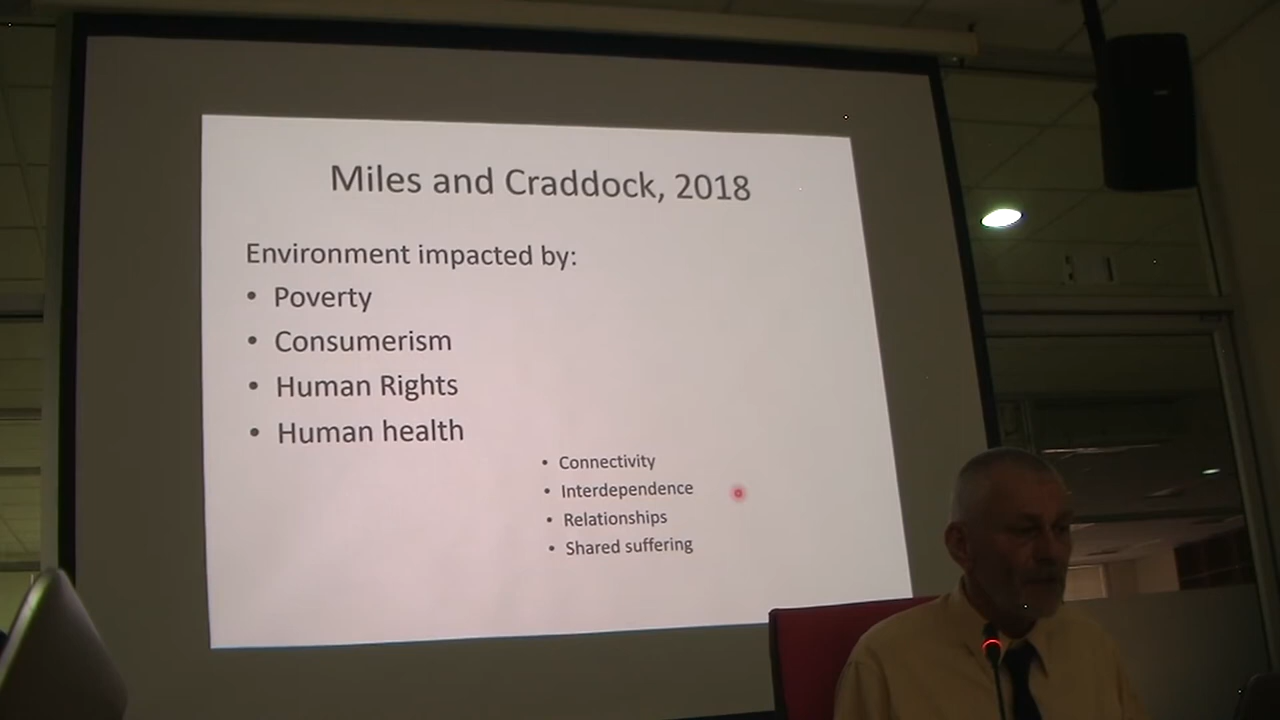 Miles and Craddock, 2018
Environment impacted by:
• Poverty
• Consumerism
• Human Rights
• Human health
• Connectivity
• Interdependence
• Relationships
• Shared suffering